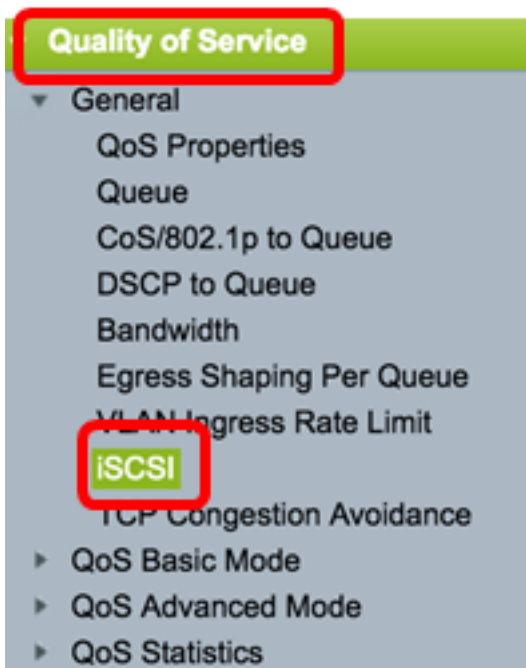 Quality of Service
General
QoS Properties
Queue
CoS/802.1p to Queue
DSCP to Queue
Bandwidth
Egress Shaping Per Queue
VLAN Ingress Rate Limit
iSCSI
TCP Congestion Avoidance
QoS Basic Mode
QoS Advanced Mode
QoS Statistics